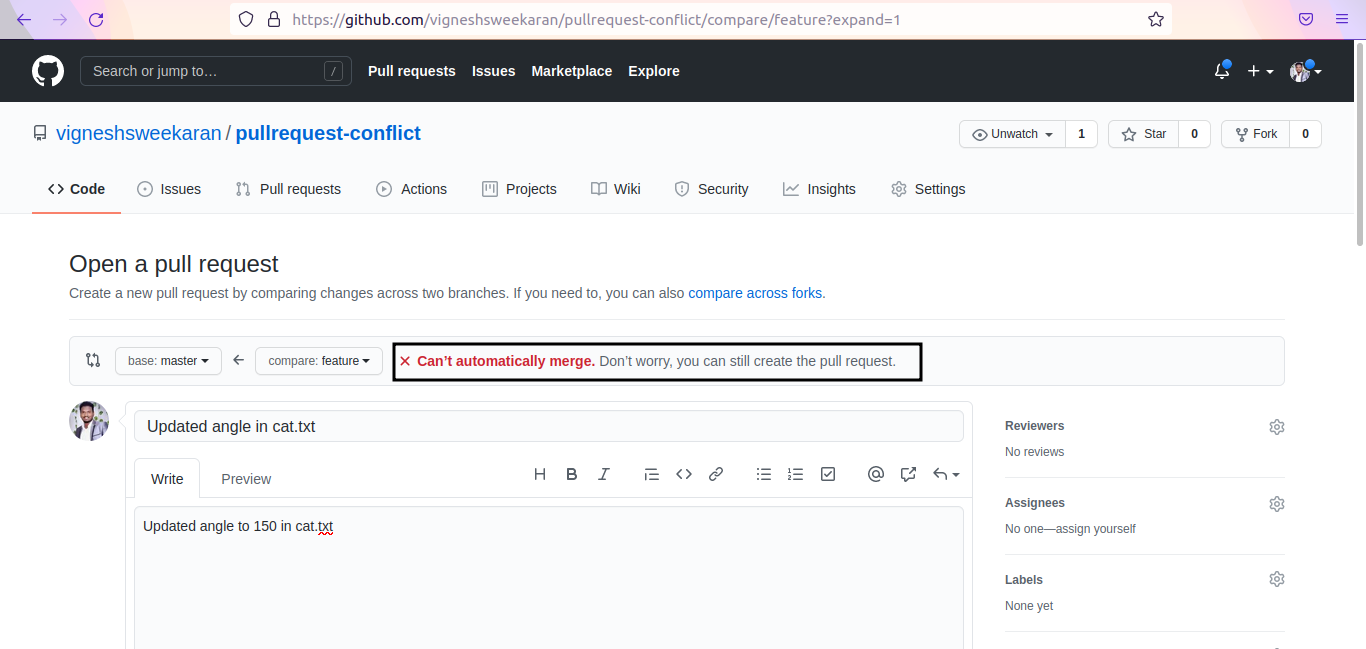 https://github.com/vigneshsweekaran/pullrequest-conflict/compare/feature?expand=1
Search or jump to… / Pull requests Issues Marketplace Explore
vigneshsweekaran / pullrequest-conflict Unwatch 1 Star 0 Fork 0
Code Issues Pull requests Actions Projects Wiki Security Insights Settings
Open a pull request
Create a new pull request by comparing changes across two branches. If you need to, you can also compare across forks.
base: master compare: feature Can’t automatically merge. Don’t worry, you can still create the pull request.
Updated angle in cat.txt
Write Preview
Updated angle to 150 in cat.txt
Reviewers
No reviews
Assignees
No one—assign yourself
Labels
None yet